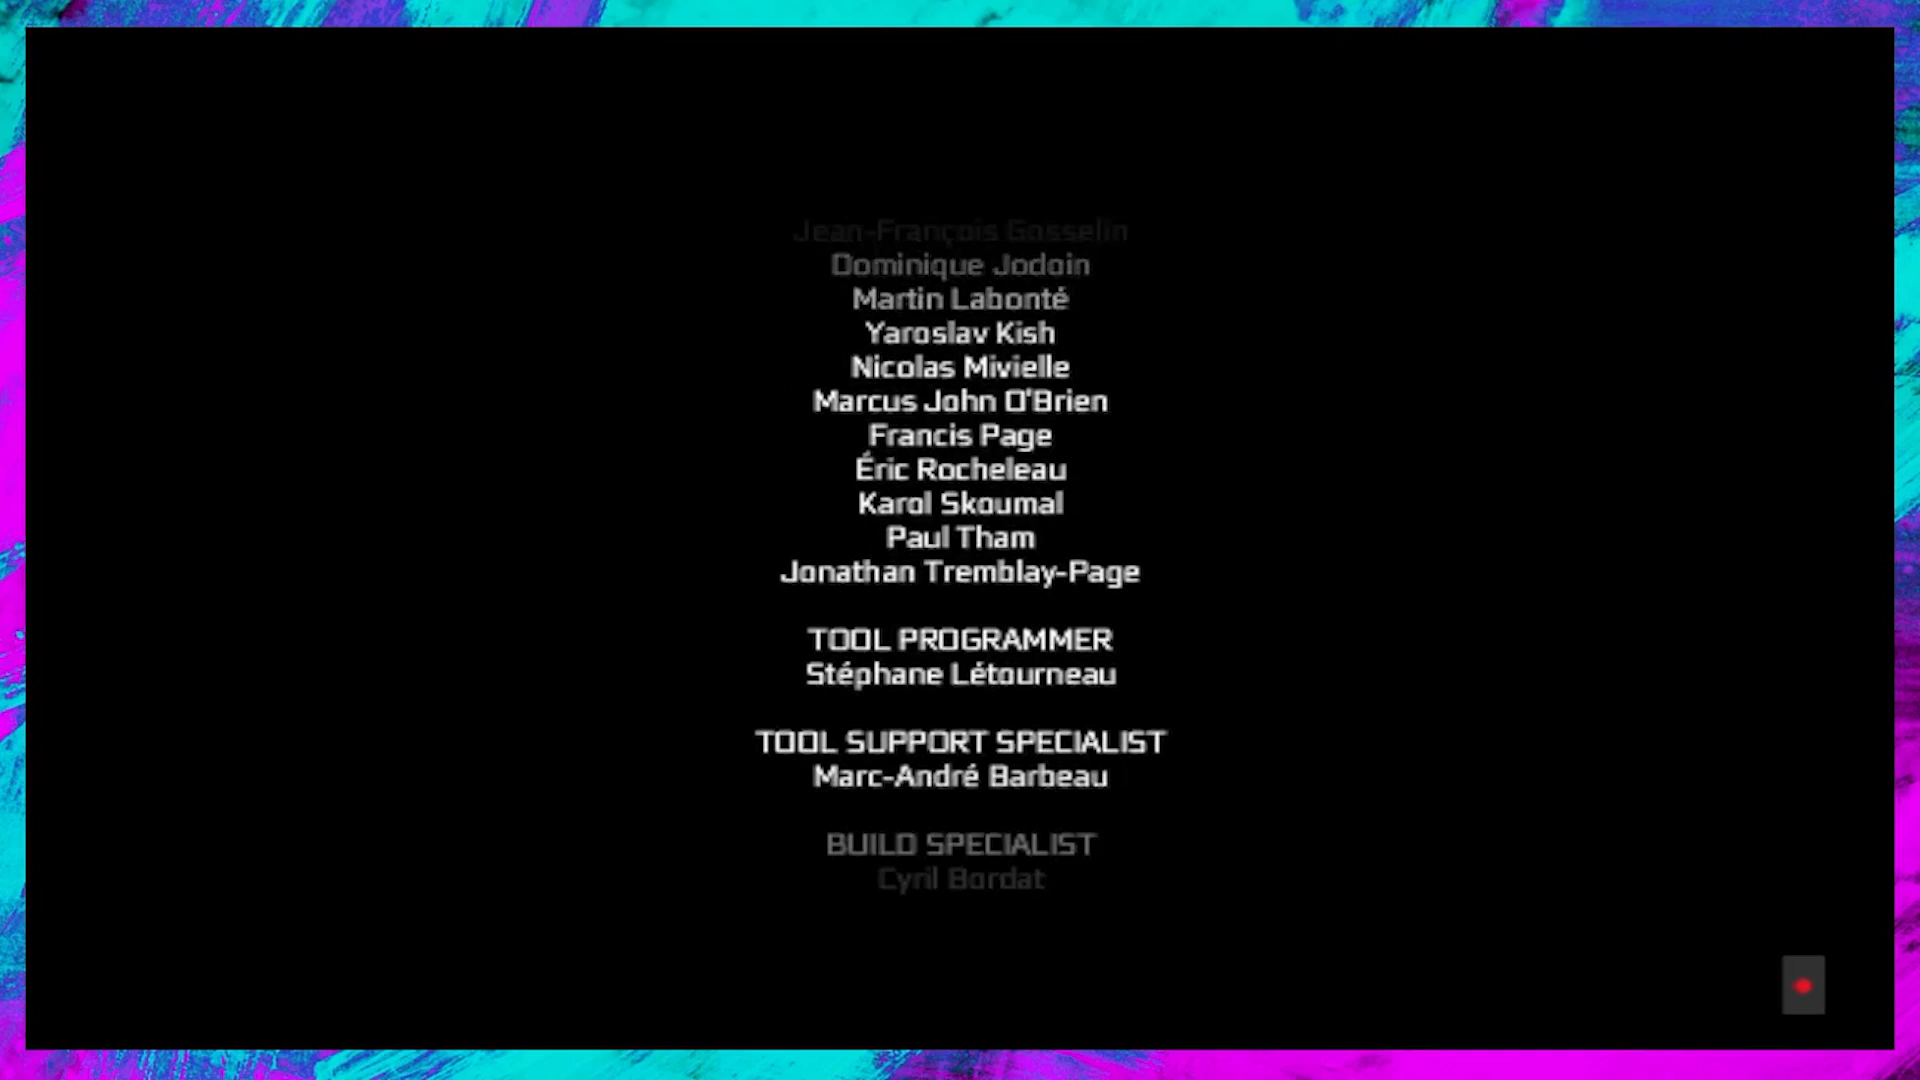 Jean-François Gosselin
Dominique Jodoin
Martin Labonté
Yaroslav Kish
Nicolas Mivielle
Marcus John O'Brien
Francis Page
Éric Rocheleau
Karol Skoumal
Paul Tham
Jonathan Tremblay-Page
TOOL PROGRAMMER
Stéphane Létourneau
TOOL SUPPORT SPECIALIST
Marc-André Barbeau
BUILD SPECIALIST
Cyril Bordat